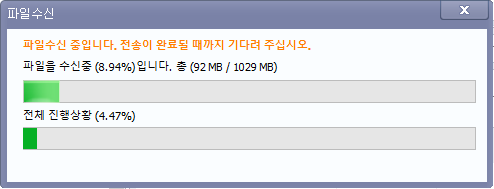 파일수신
파일수신 중입니다. 전송이 완료될 때까지 기다려 주십시오.
파일을 수신중 (8.94%)입니다. 총 (92 MB / 1029 MB)
전체 진행상황 (4.47%)